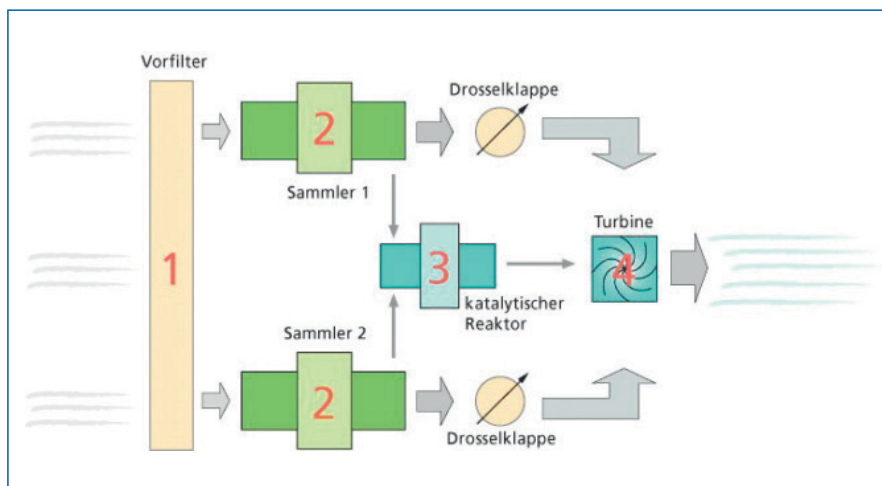 Vorfilter
Drosselklappe
2
Sammler 1
Turbine
1
3
4
katalytischer
Reaktor
Sammler 2
2
Drosselklappe